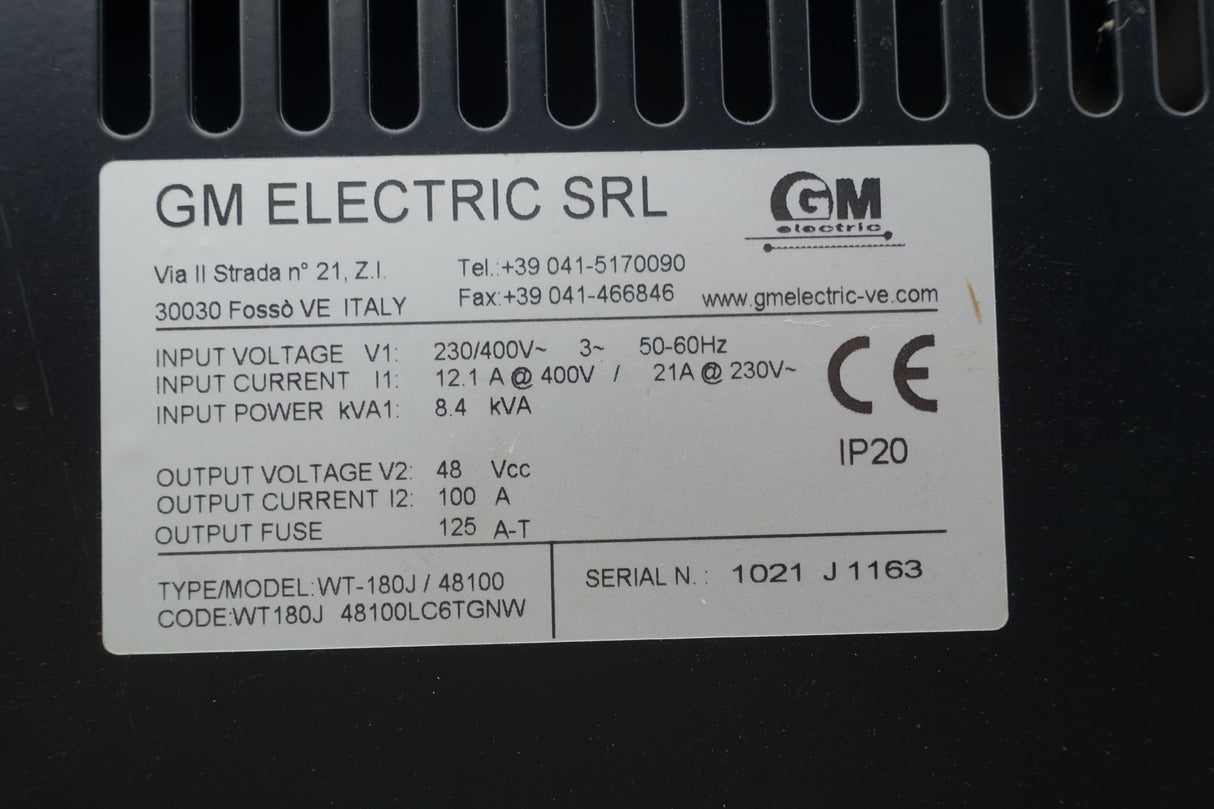 GM ELECTRIC SRL
GM
electric
Via II Strada n° 21, Z.I.
30030 Fossò VE ITALY
Tel.:+39 041-5170090
Fax:+39 041-466846
www.gmelectric-ve.com
INPUT VOLTAGE V1: 230/400V~ 3~ 50-60Hz
INPUT CURRENT I1: 12.1 A@400V / 21A@230V~
INPUT POWER kVA1: 8.4 kVA
CE
IP20
OUTPUT VOLTAGE V2: 48 Vcc
OUTPUT CURRENT I2: 100 A
OUTPUT FUSE 125 A-T
TYPE/MODEL: WT-180J / 48100
CODE:WT180J 48100LC6TGNW
SERIAL N. : 1021 J 1163